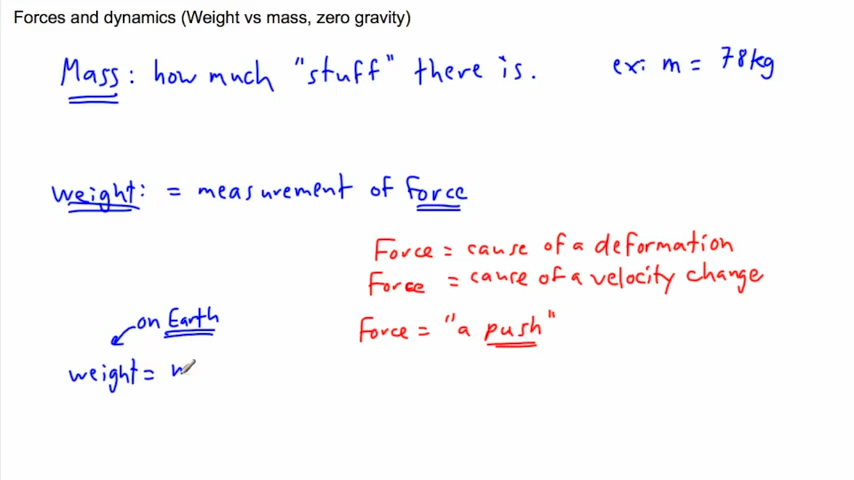 Forces and dynamics (Weight vs mass, zero gravity)
Mass: how much "stuff" there is. ex: m = 78kg
weight: = measurement of force
Force = cause of a deformation
Force = cause of a velocity change
on Earth
Force = "a push"
weight =